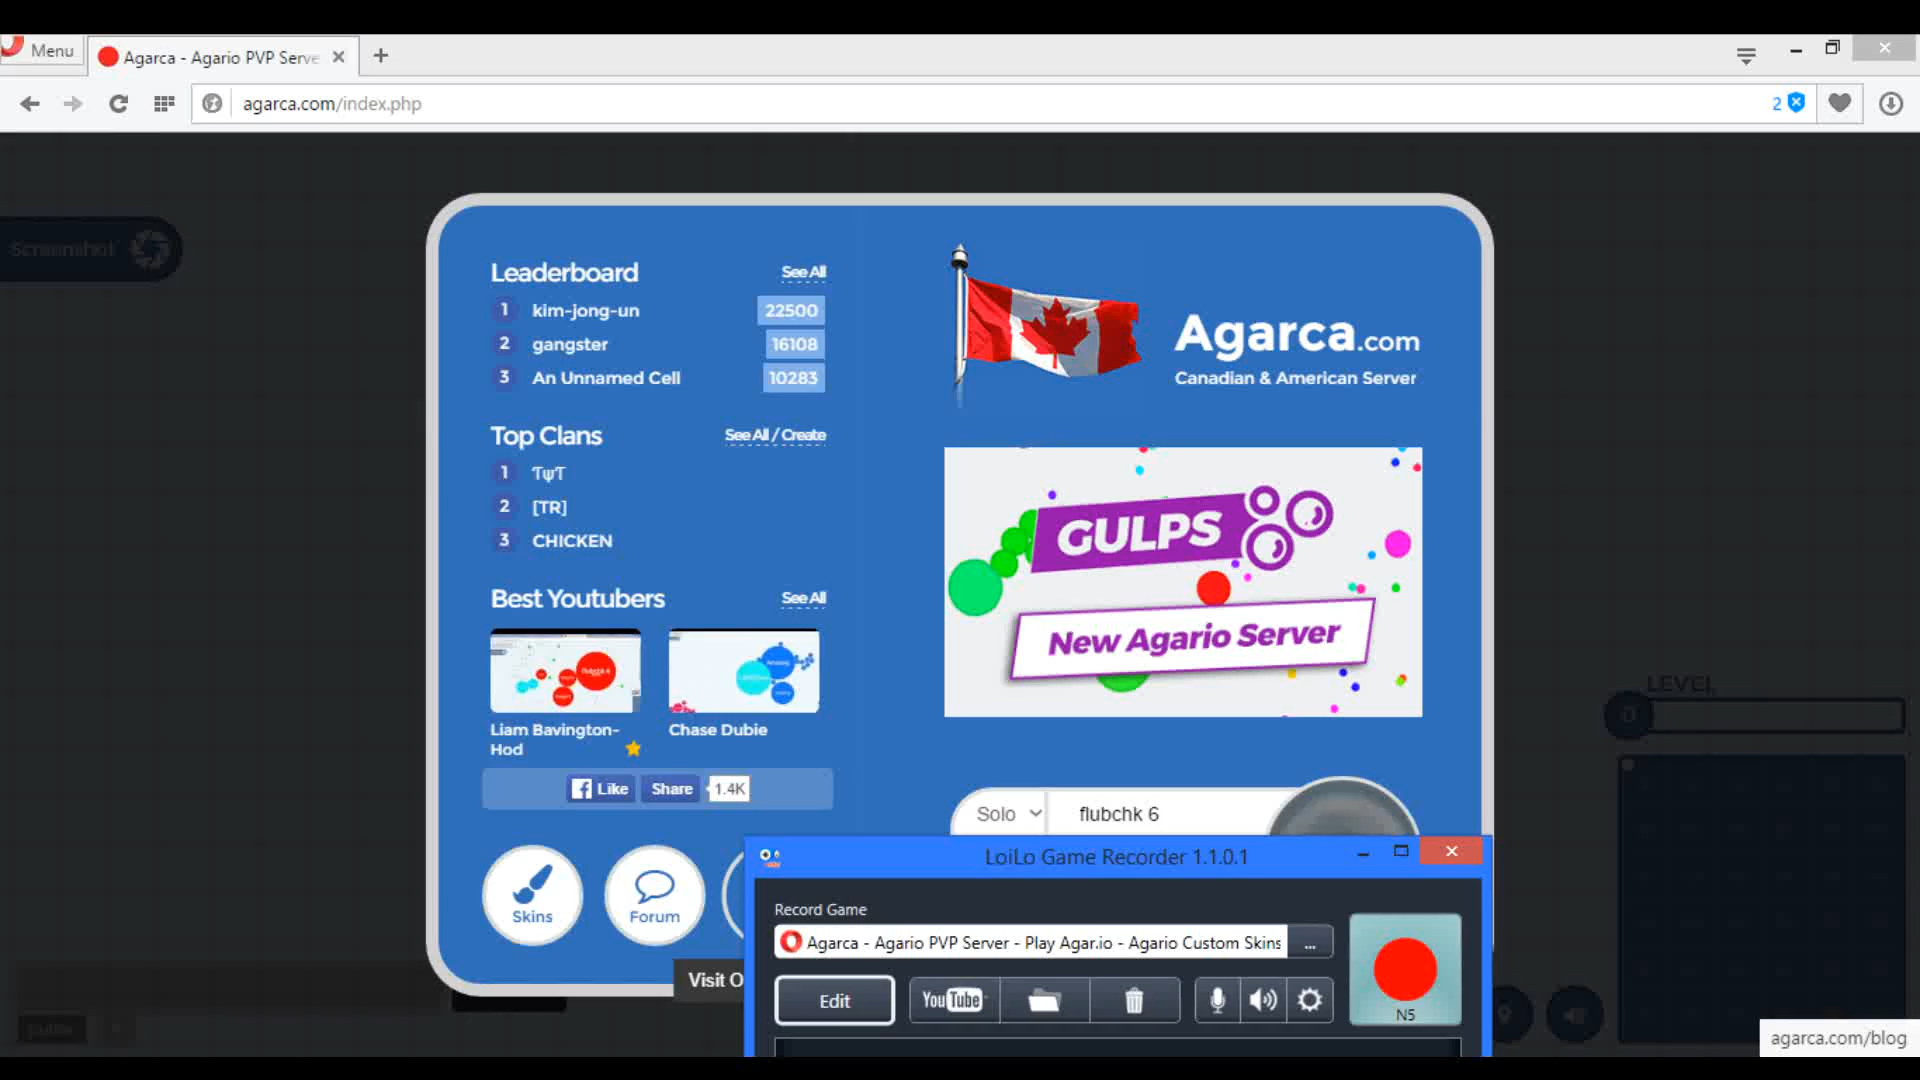 Menu
Agarca - Agario PVP Serve
agarca.com/index.php
2
Screenshot
Leaderboard
See All
1 kim-jong-un 22500
2 gangster 16108
3 An Unnamed Cell 10283
Top Clans
See All / Create
1 TψT
2 [TR]
3 CHICKEN
Best Youtubers
See All
Liam Bavington-
Hod
Chase Dubie
Like
Share
1.4K
Skins
Forum
Visit O
Agarca.com
Canadian & American Server
GULPS
New Agario Server
Solo
flubchk 6
LEVEL
0
LoiLo Game Recorder 1.1.0.1
Record Game
Agarca - Agario PVP Server - Play Agar.io - Agario Custom Skins
...
Edit
YouTube
N5
agarca.com/blog